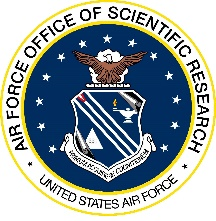 AIR FORCE OFFICE OF SCIENTIFIC RESEARCH
UNITED STATES AIR FORCE